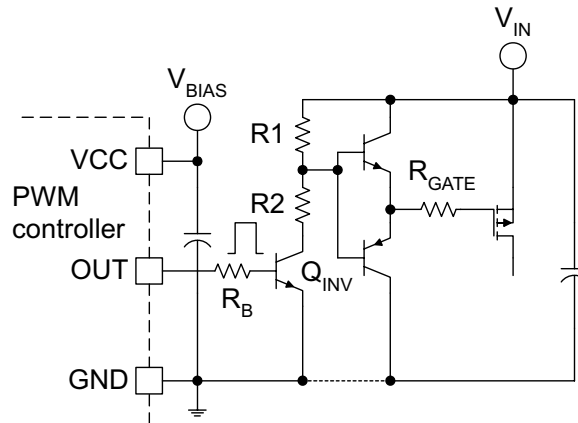 V_IN
V_BIAS
R1
VCC
PWM
controller
R_GATE
R2
OUT
Q_INV
R_B
GND